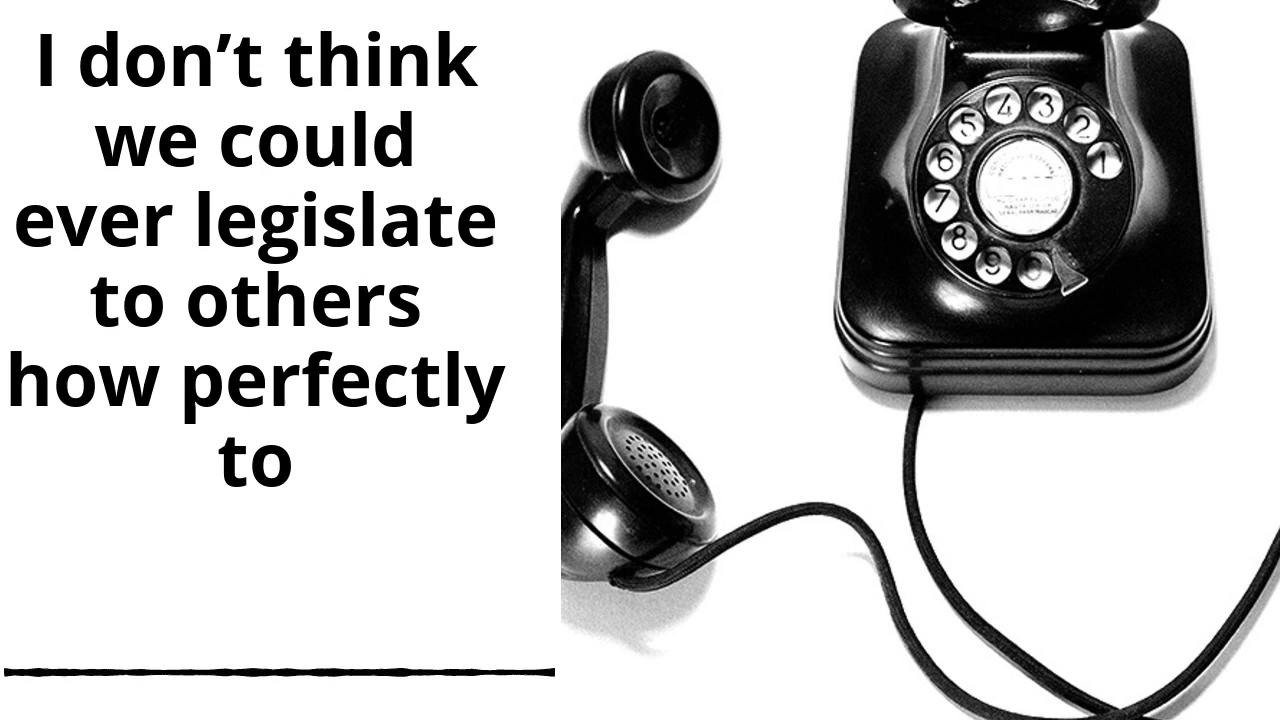 I don’t think
we could
ever legislate
to others
how perfectly
to
4
3
5
2
6
1
7
8
9
0